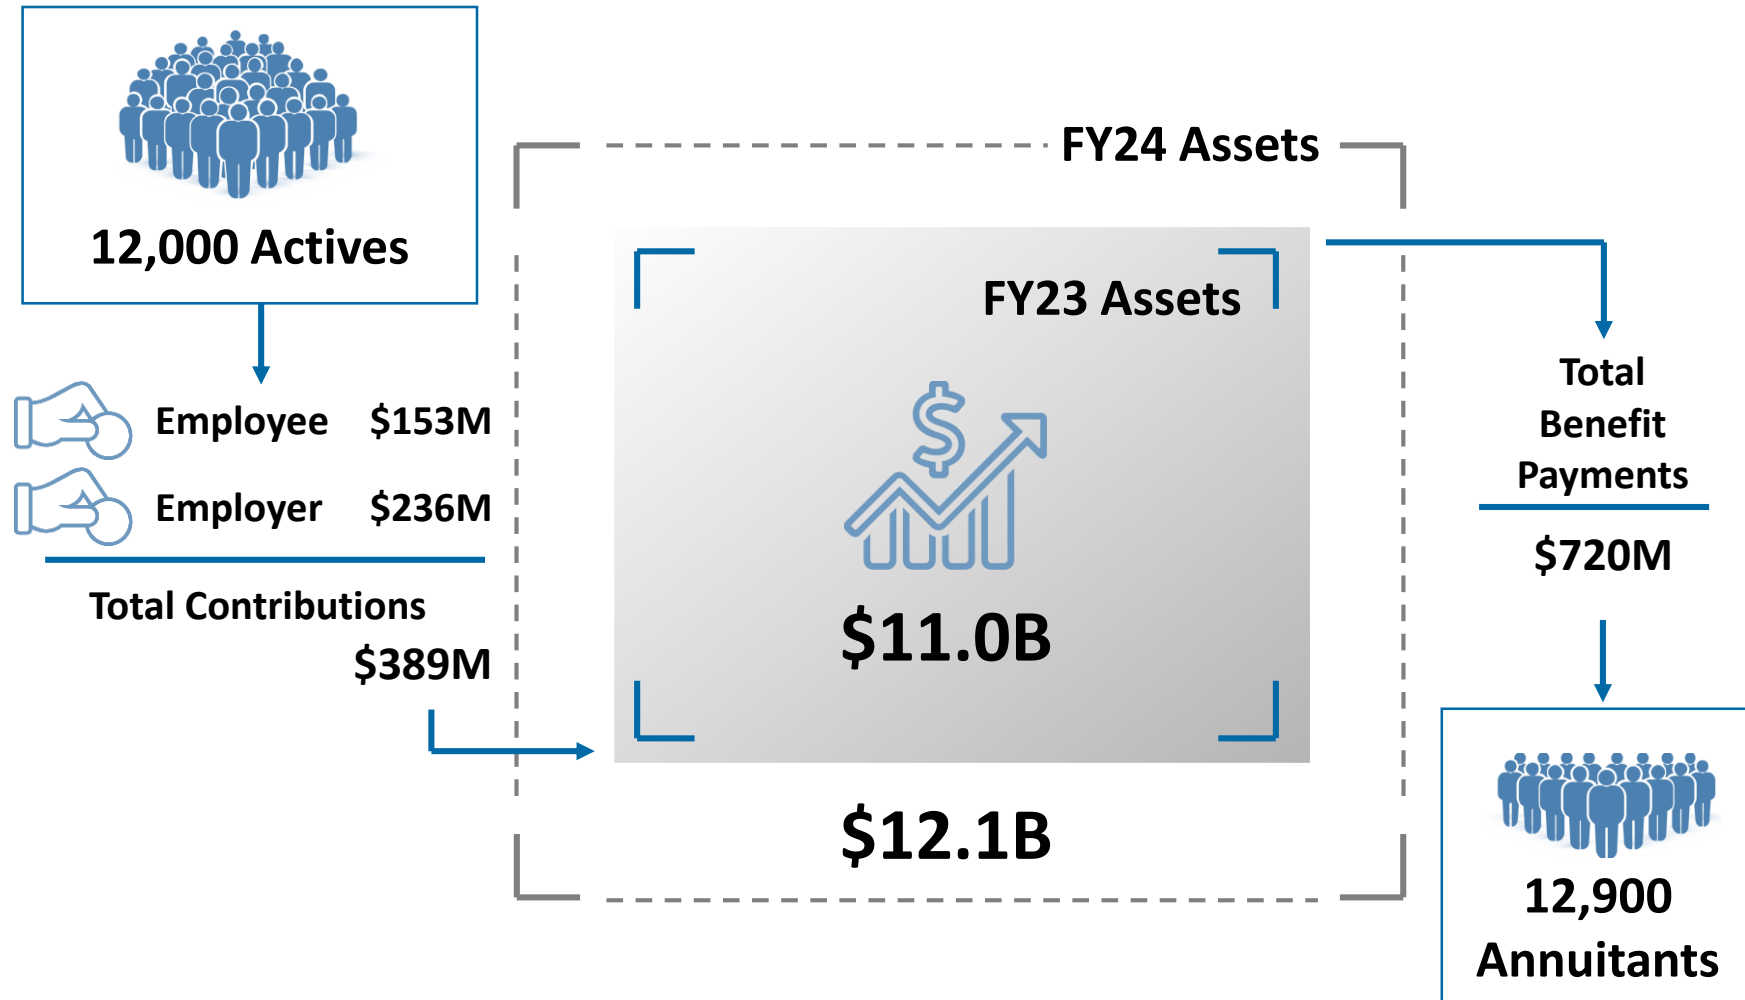 12,000 Actives
Employee $153M
Employer $236M
Total Contributions
$389M
FY24 Assets
FY23 Assets
$
$11.0B
$12.1B
Total
Benefit
Payments
$720M
12,900
Annuitants